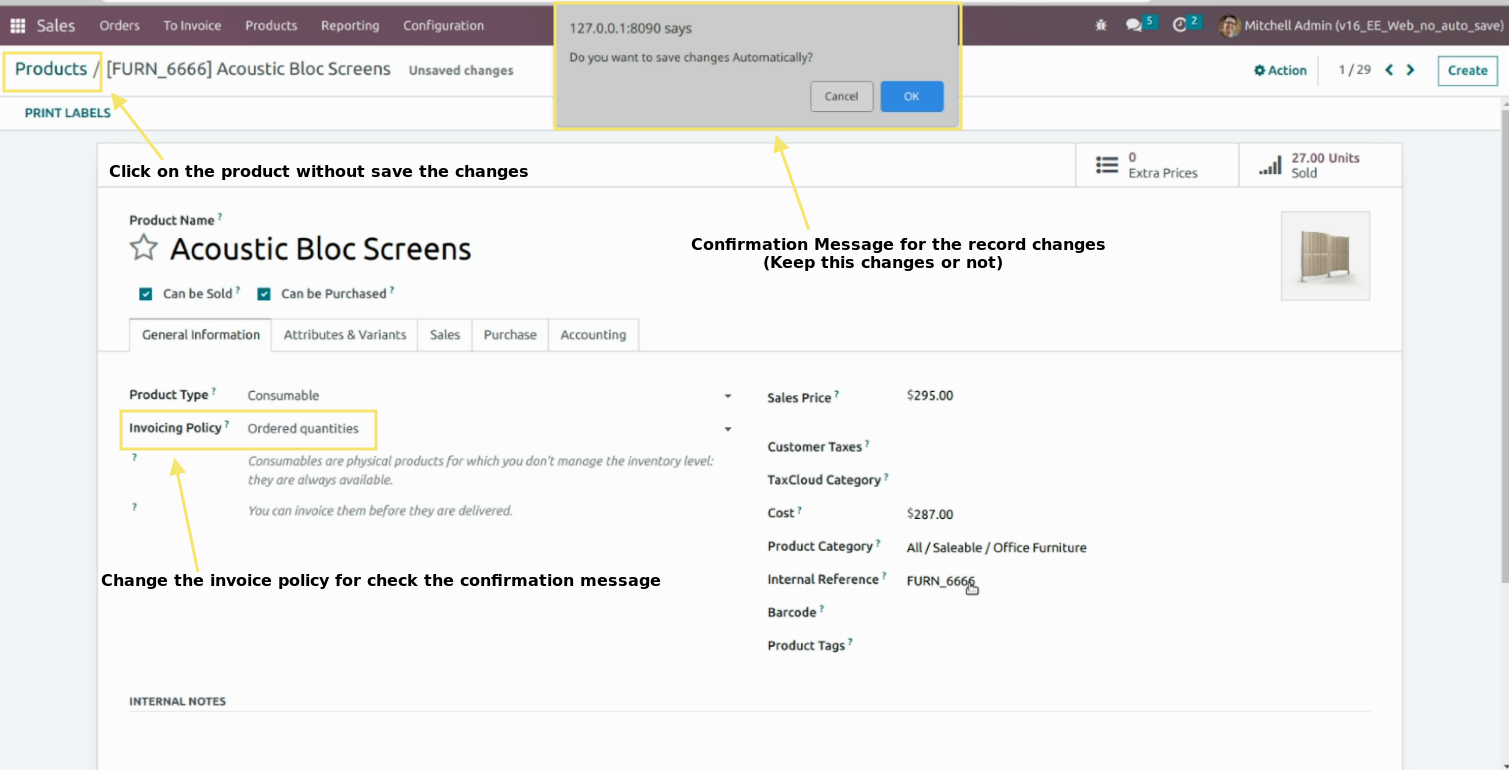 Sales Orders To Invoice Products Reporting Configuration
5 2 Mitchell Admin (v16_EE_Web_no_auto_save)
127.0.0.1:8090 says
Do you want to save changes Automatically?
Cancel OK
Products / [FURN_6666] Acoustic Bloc Screens Unsaved changes
Action 1 / 29 Create
PRINT LABELS
Click on the product without save the changes
0
Extra Prices
27.00 Units
Sold
Confirmation Message for the record changes
(Keep this changes or not)
Product Name ?
Acoustic Bloc Screens
Can be Sold ? Can be Purchased ?
General Information Attributes & Variants Sales Purchase Accounting
Product Type ? Consumable
Invoicing Policy ? Ordered quantities
? Consumables are physical products for which you don't manage the inventory level:
they are always available.
? You can invoice them before they are delivered.
Change the invoice policy for check the confirmation message
Sales Price ? $295.00
Customer Taxes ?
TaxCloud Category ?
Cost ? $287.00
Product Category ? All / Saleable / Office Furniture
Internal Reference ? FURN_6666
Barcode ?
Product Tags ?
INTERNAL NOTES